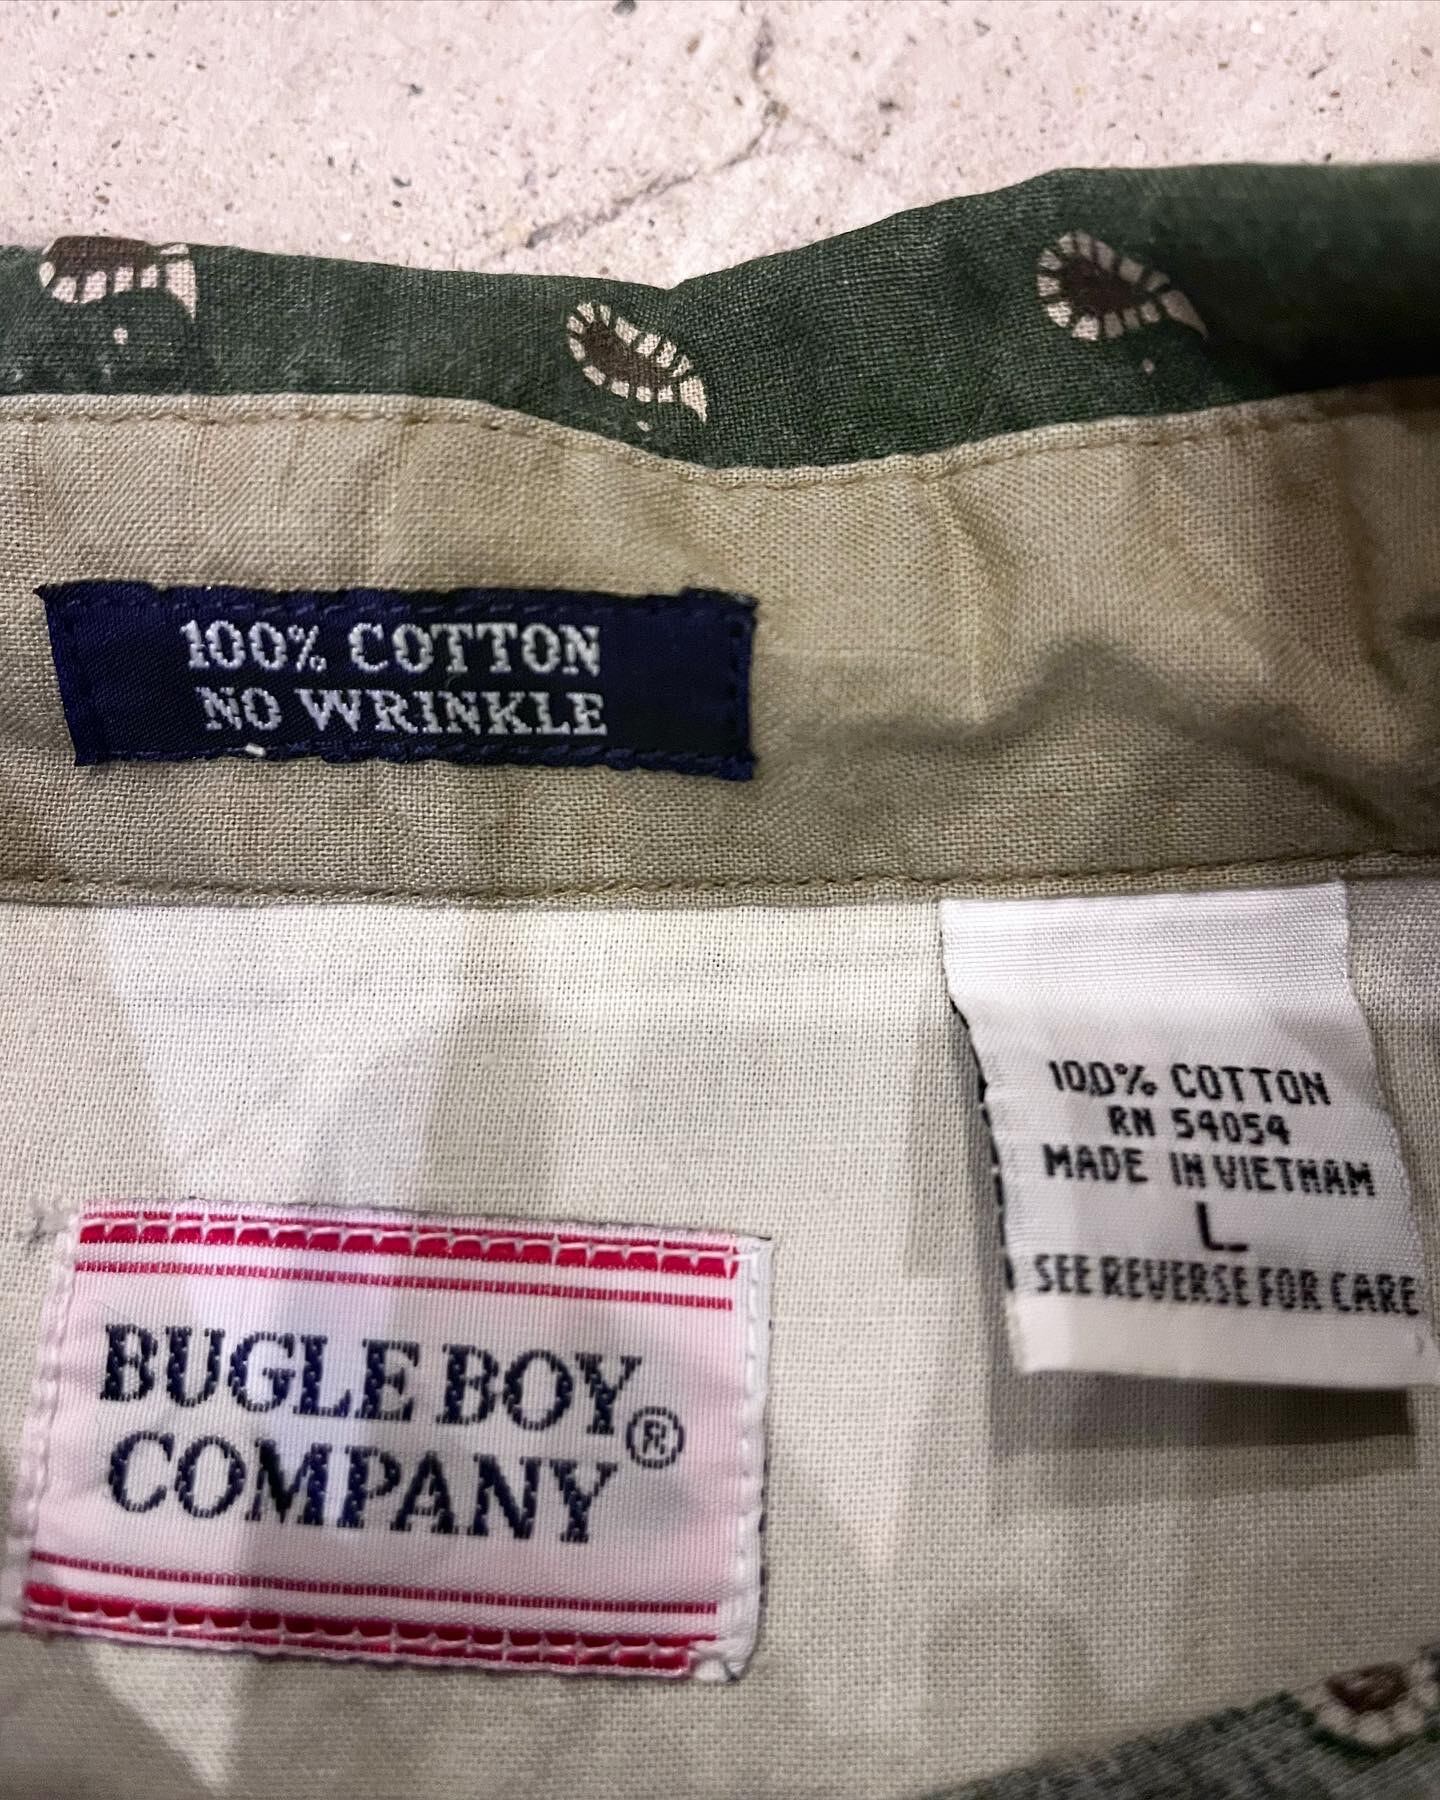 100% COTTON
NO WRINKLE
100% COTTON
RN 54054
MADE IN VIETNAM
L
SEE REVERSE FOR CARE
BUGLE BOY
COMPANY®